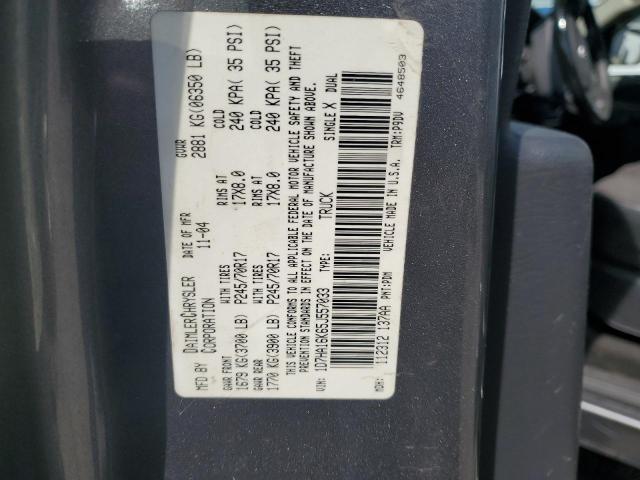 MFD BY DAIMLERCHRYSLER CORPORATION
DATE OF MFR 11-04
GVWR 2881 KG(06350 LB)
GAWR FRONT WITH TIRES RIMS AT COLD
1679 KG(3700 LB) P245/70R17 17X8.0 240 KPA( 35 PSI)
GAWR REAR WITH TIRES RIMS AT COLD
1770 KG(3900 LB) P245/70R17 17X8.0 240 KPA( 35 PSI)
THIS VEHICLE CONFORMS TO ALL APPLICABLE FEDERAL MOTOR VEHICLE SAFETY AND THEFT
PREVENTION STANDARDS IN EFFECT ON THE DATE OF MANUFACTURE SHOWN ABOVE.
VIN: 1D7HA16K65J557033 TYPE: TRUCK SINGLE X DUAL
MDH: 112312 137AA PNT:PDM VEHICLE MADE IN U.S.A. TRM:P9DV 4648503